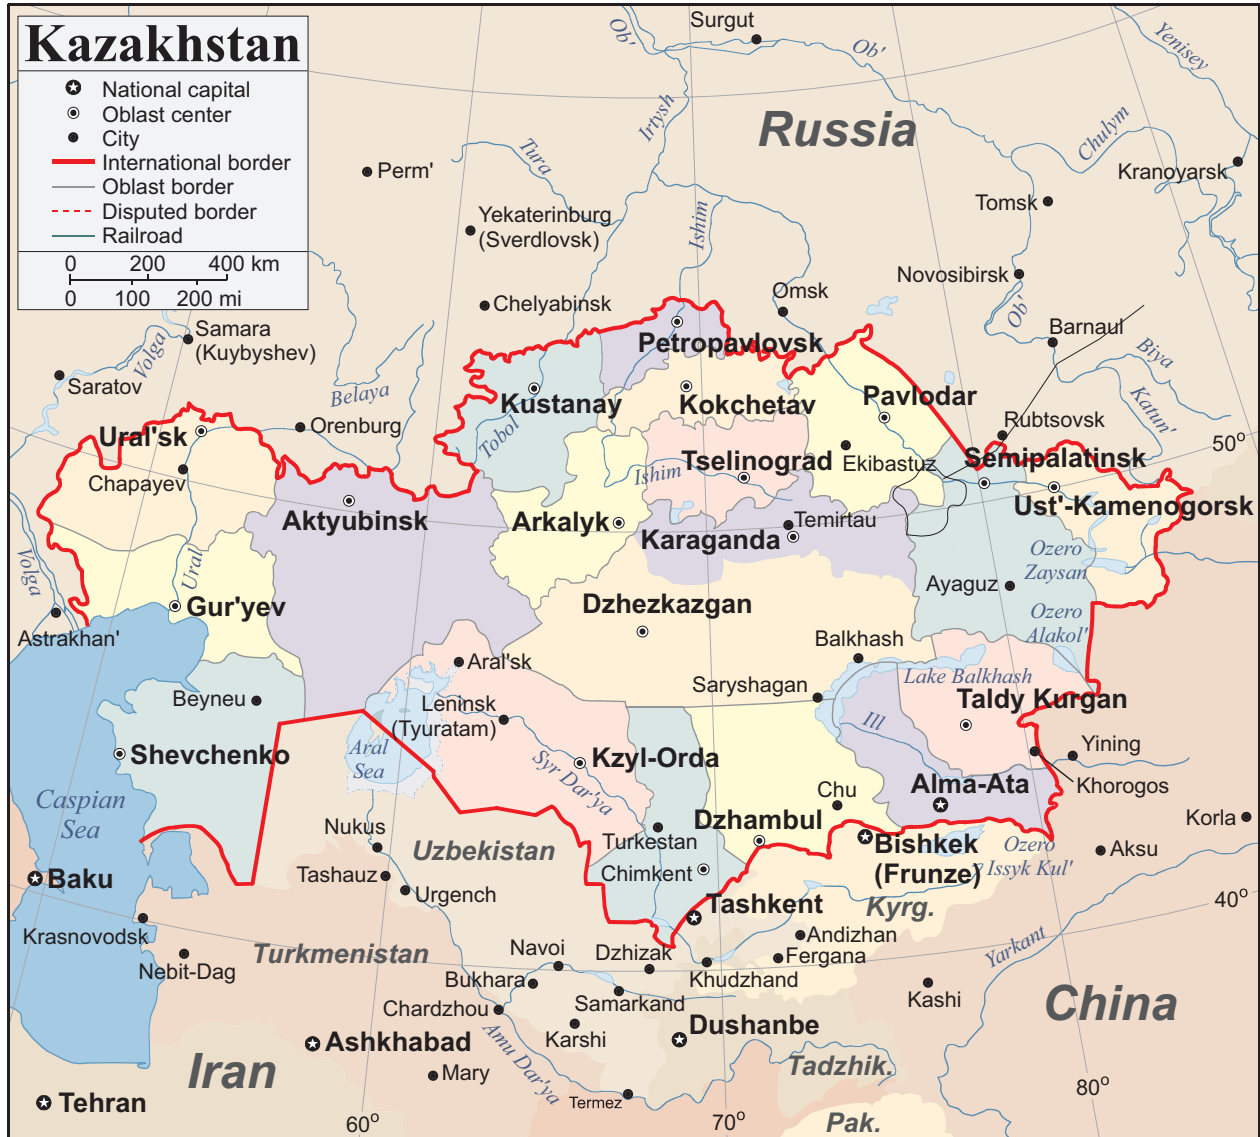 Kazakhstan
National capital
Oblast center
City
International border
Oblast border
Disputed border
Railroad
0 200 400 km
0 100 200 mi
Surgut
Ob'
Ob'
Yenisey
Irtysh
Russia
Chulym
Kranoyarsk
Perm'
Tura
Tomsk
Yekaterinburg
(Sverdlovsk)
Ishim
Novosibirsk
Omsk
Ob'
Chelyabinsk
Samara
(Kuybyshev)
Volga
Petropavlovsk
Barnaul
Biya
Saratov
Belaya
Kustanay
Kokchetav
Pavlodar
Katun'
Orenburg
Rubtsovsk
Ural'sk
Tobol
50º
Chapayev
Ishim
Tselinograd
Ekibastuz
Semipalatinsk
Ust'-Kamenogorsk
Aktyubinsk
Arkalyk
Temirtau
Karaganda
Ozero
Zaysan
Volga
Ural
Ayaguz
Gur'yev
Dzhezkazgan
Ozero
Alakol'
Astrakhan'
Balkhash
Aral'sk
Lake Balkhash
Beyneu
Saryshagan
Taldy Kurgan
Leninsk
(Tyuratam)
Ill
Shevchenko
Aral
Sea
Kzyl-Orda
Yining
Syr Dar'ya
Khorogos
Alma-Ata
Caspian
Sea
Chu
Korla
Nukus
Dzhambul
Turkestan
Uzbekistan
Bishkek
(Frunze)
Ozero
Issyk Kul'
Aksu
Tashauz
Chimkent
Baku
Urgench
Tashkent
Kyrg.
40º
Krasnovodsk
Andizhan
Turkmenistan
Navoi
Dzhizak
Fergana
Yarkant
Nebit-Dag
Bukhara
Khudzhand
Kashi
Samarkand
Chardzhou
China
Karshi
Dushanbe
Ashkhabad
Amu Dar'ya
Iran
Mary
Tadzhik.
80º
Tehran
Termez
60º
70º
Pak.